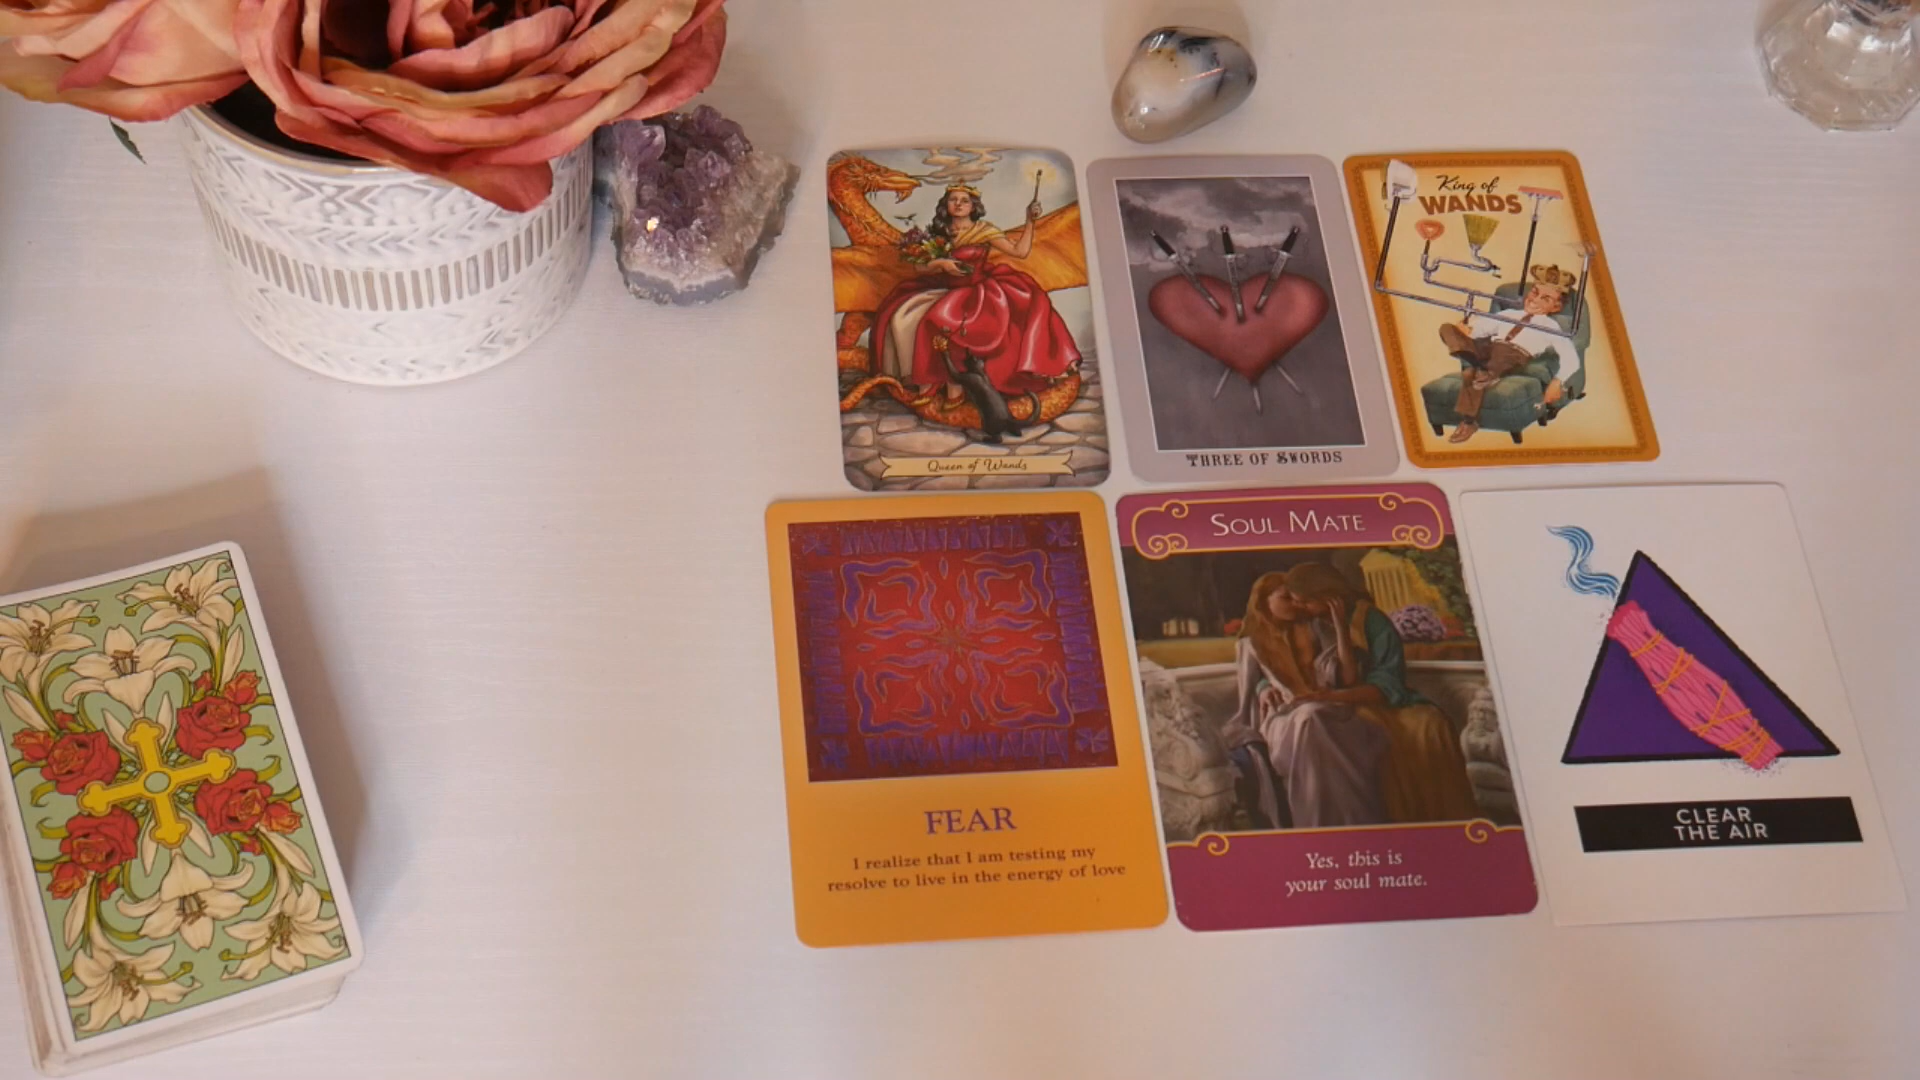 Queen of Wands
THREE OF SWORDS
King of
WANDS
FEAR
I realize that I am testing my
resolve to live in the energy of love
SOUL MATE
Yes, this is
your soul mate.
CLEAR
THE AIR